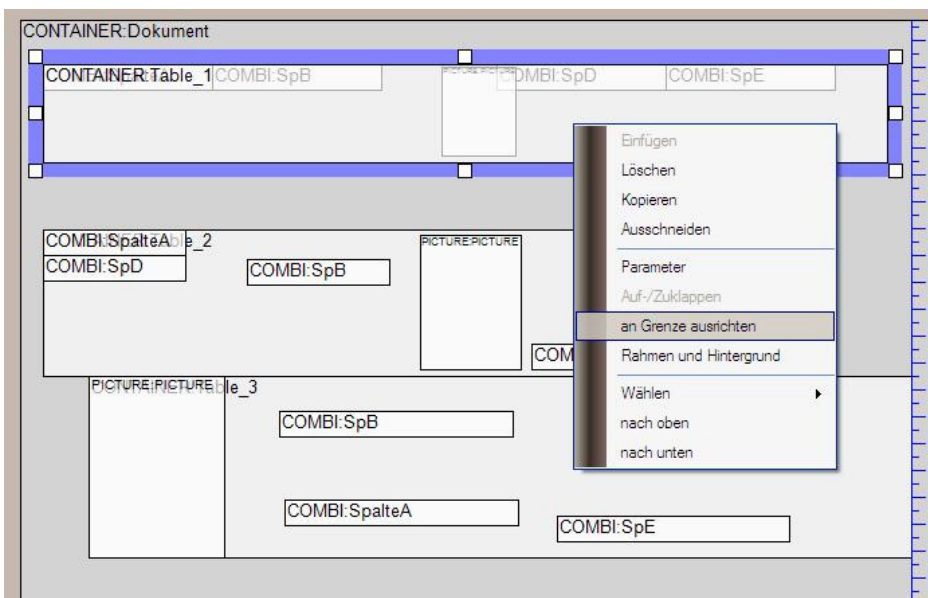 CONTAINER:Dokument
CONTAINER:Table_1
COMBI:SpB
COMBI:SpD
COMBI:SpE
Einfügen
Löschen
Kopieren
Ausschneiden
Parameter
Auf-/Zuklappen
an Grenze ausrichten
Rahmen und Hintergrund
Wählen
nach oben
nach unten
COMBI:SpalteA
le_2
COMBI:SpD
COMBI:SpB
PICTURE:PICTURE
COM
PICTURE:PICTURE
le_3
COMBI:SpB
COMBI:SpalteA
COMBI:SpE